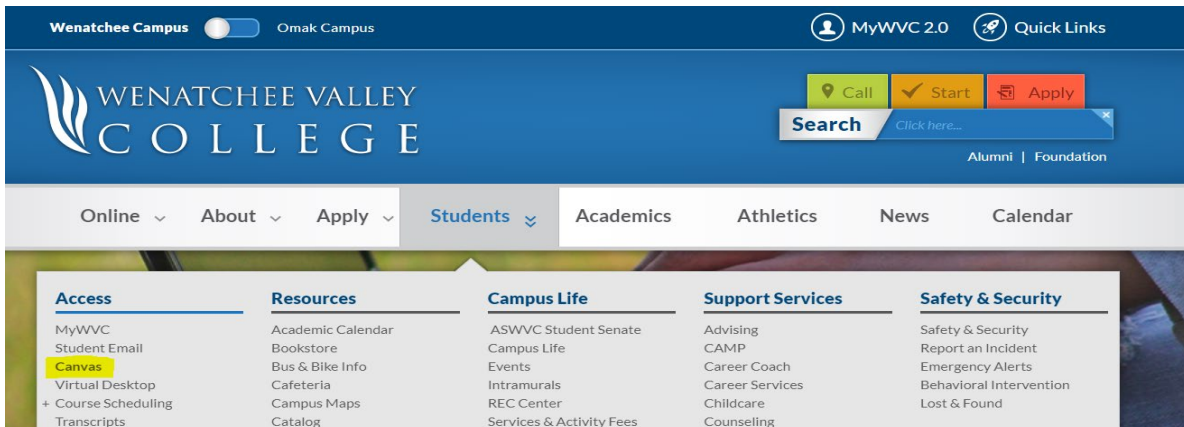 Wenatchee Campus Omak Campus MyWVC 2.0 Quick Links
WENATCHEE VALLEY
COLLEGE
Call Start Apply
Search Click here...
Alumni | Foundation
Online About Apply Students Academics Athletics News Calendar
Access
MyWVC
Student Email
Canvas
Virtual Desktop
+ Course Scheduling
Transcripts
Resources
Academic Calendar
Bookstore
Bus & Bike Info
Cafeteria
Campus Maps
Catalog
Campus Life
ASWVC Student Senate
Campus Life
Events
Intramurals
REC Center
Services & Activity Fees
Support Services
Advising
CAMP
Career Coach
Career Services
Childcare
Counseling
Safety & Security
Safety & Security
Report an Incident
Emergency Alerts
Behavioral Intervention
Lost & Found